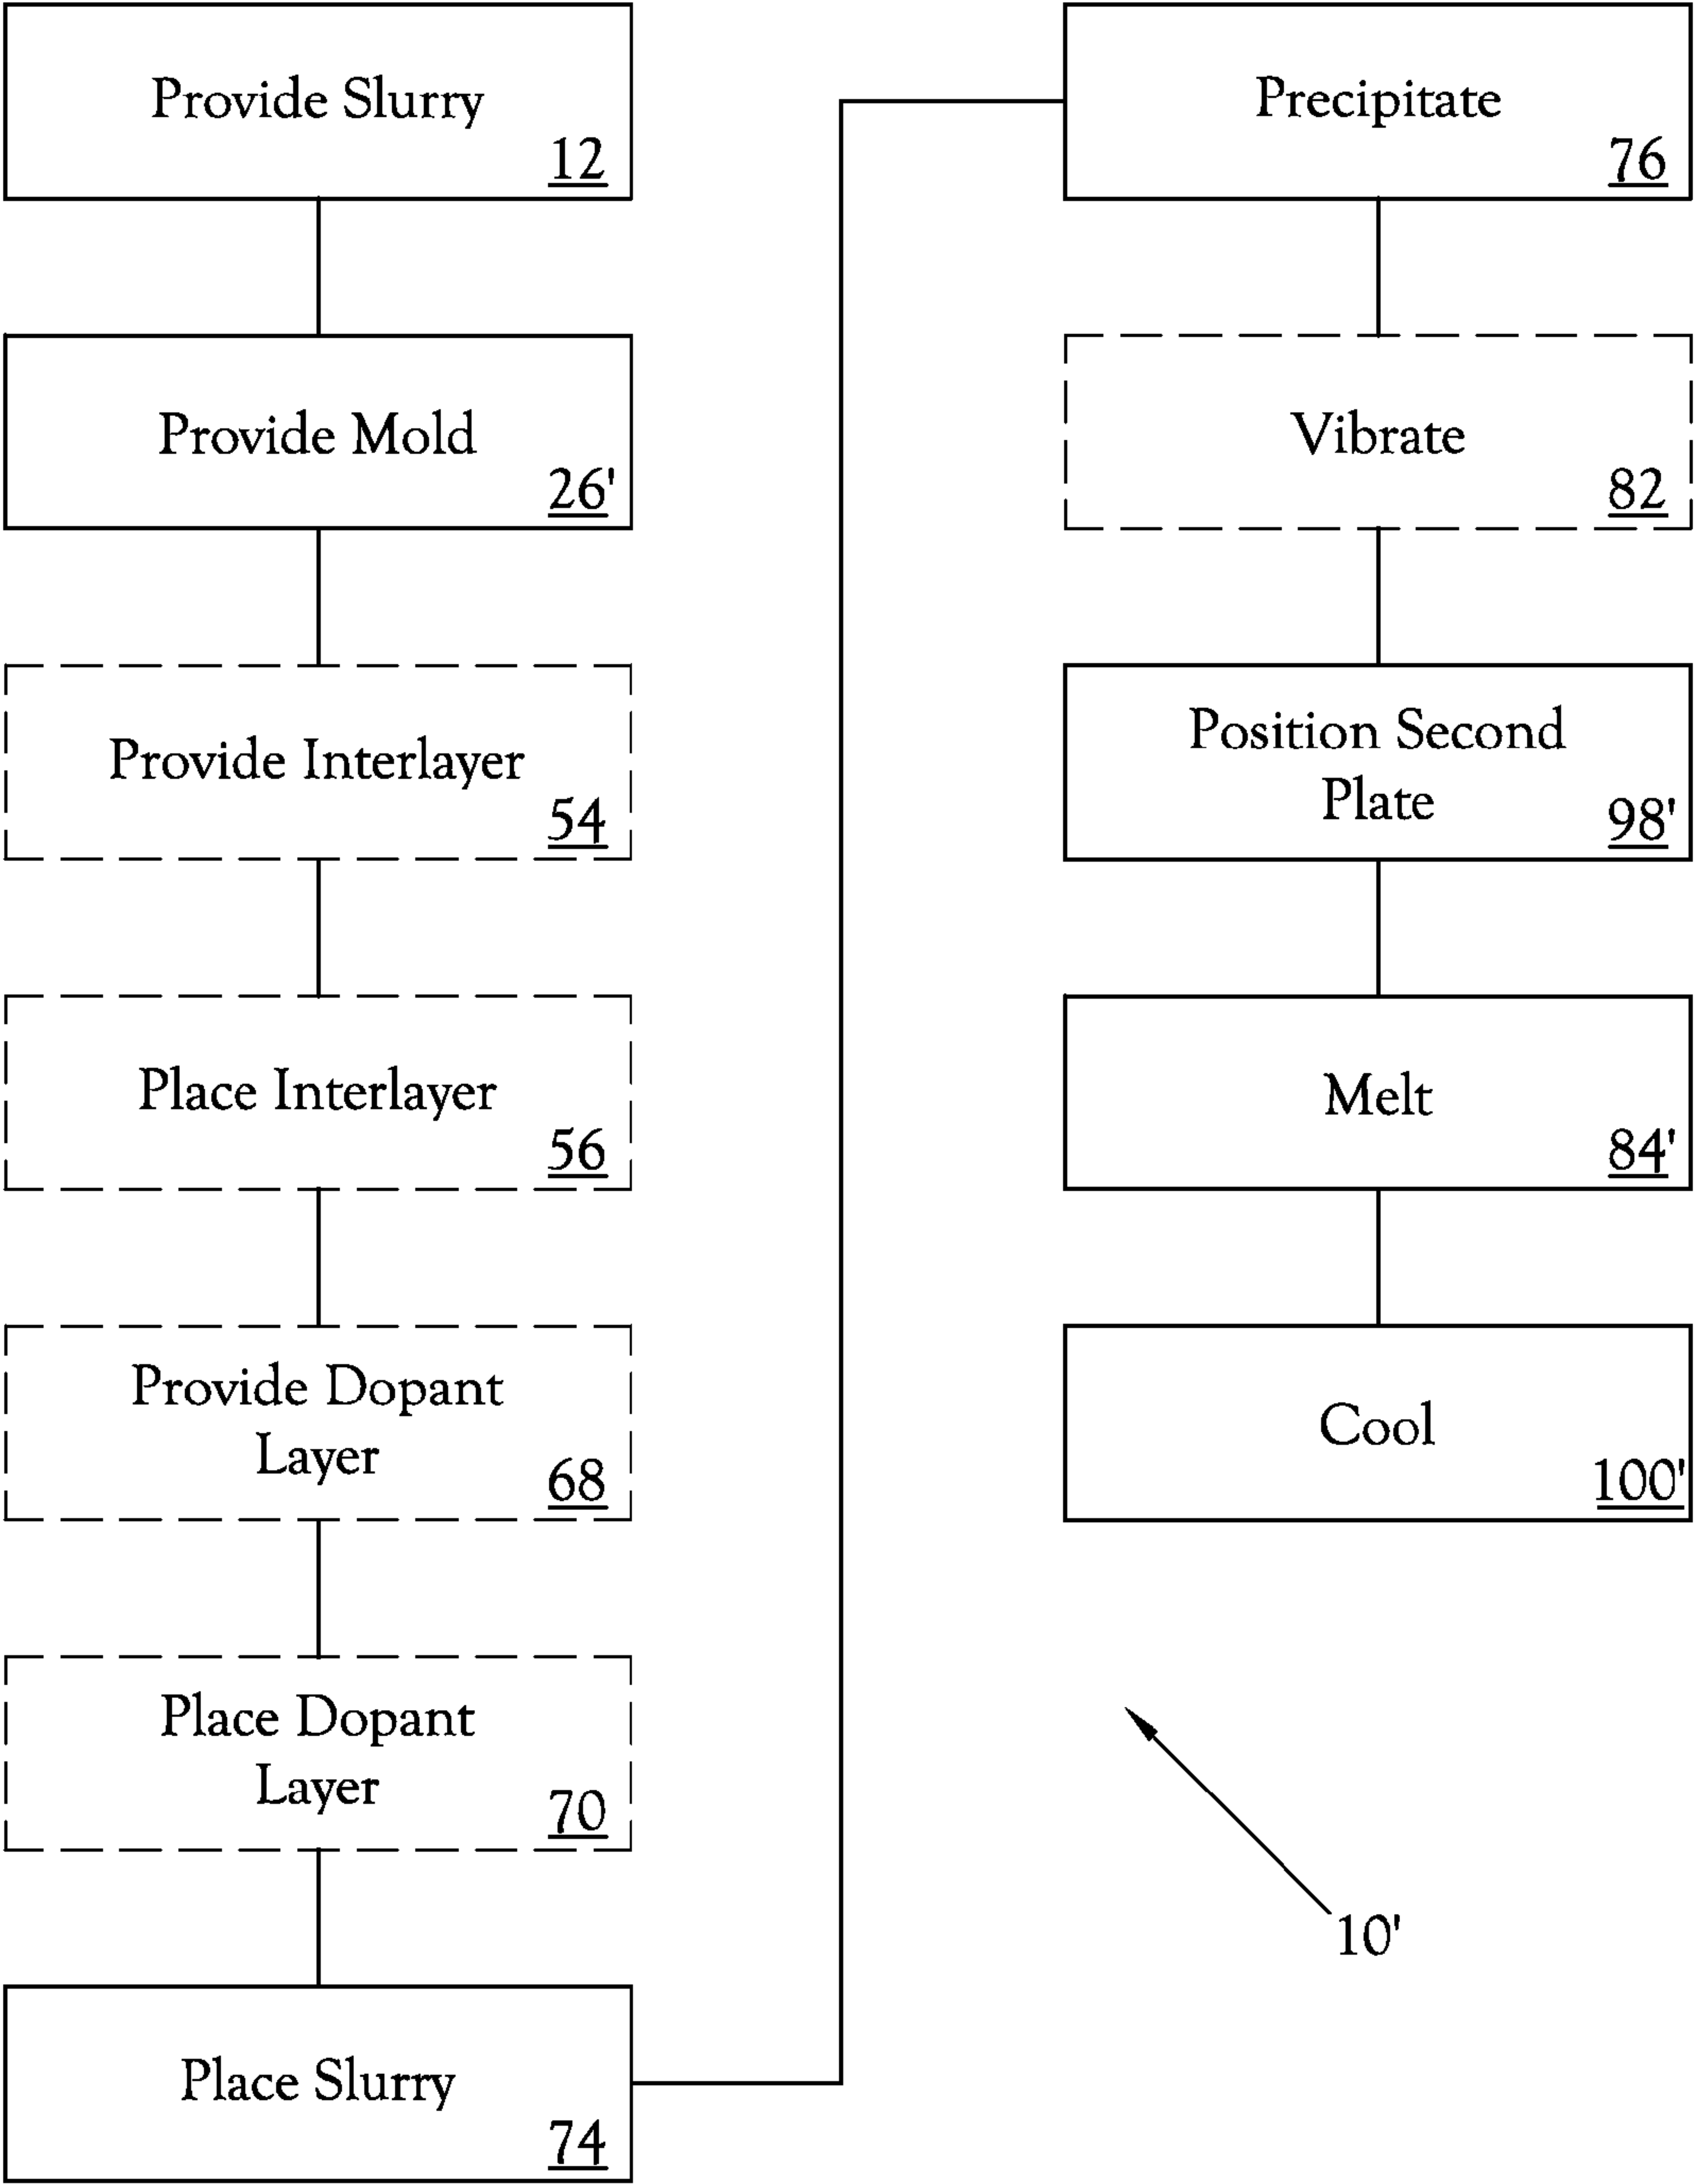 Provide Slurry
12
Provide Mold
26'
Provide Interlayer
54
Place Interlayer
56
Provide Dopant
Layer
68
Place Dopant
Layer
70
Place Slurry
74
Precipitate
76
Vibrate
82
Position Second
Plate
98'
Melt
84'
Cool
100'
10'